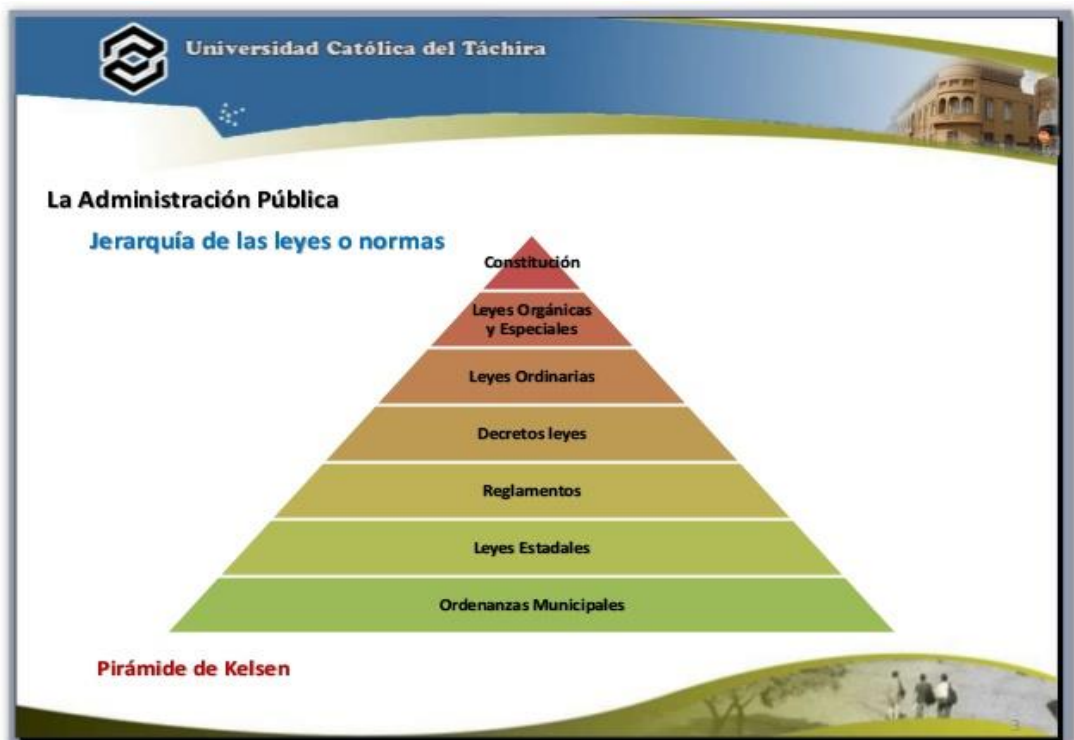 Universidad Católica del Táchira
La Administración Pública
Jerarquía de las leyes o normas
Constitución
Leyes Orgánicas
y Especiales
Leyes Ordinarias
Decretos leyes
Reglamentos
Leyes Estadales
Ordenanzas Municipales
Pirámide de Kelsen
3